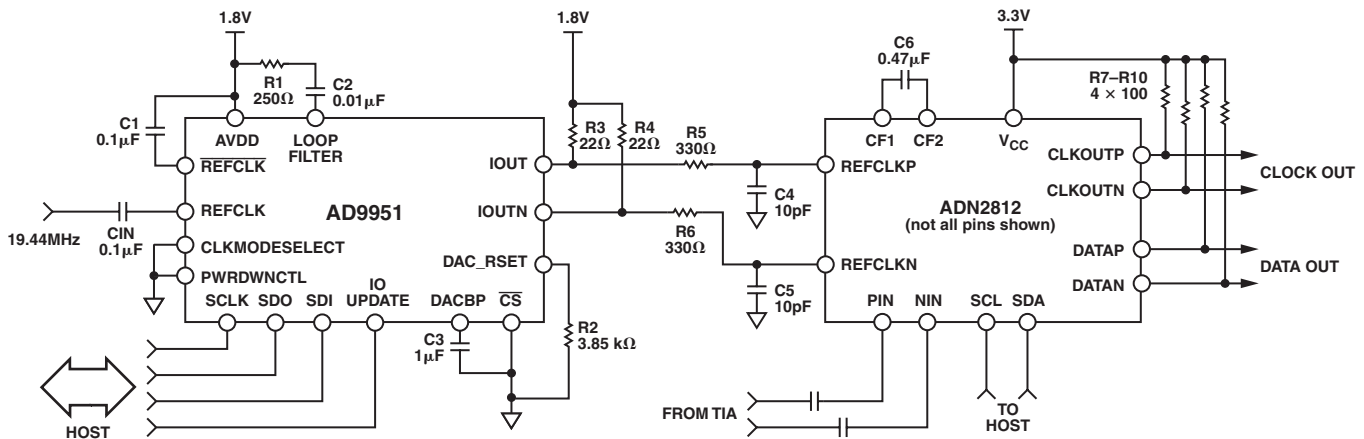 1.8V
1.8V
3.3V
R1
250Ω
C2
0.01μF
C1
0.1μF
AVDD
LOOP
FILTER
REFCLK
REFCLK
19.44MHz
CIN
0.1μF
CLKMODESELECT
PWRDWNCTL
AD9951
IOUT
IOUTN
DAC_RSET
SCLK
SDO
SDI
IO
UPDATE
DACBP
CS
C3
1μF
R2
3.85 kΩ
HOST
R3
22Ω
R4
22Ω
R5
330Ω
R6
330Ω
C4
10pF
C5
10pF
C6
0.47μF
CF1
CF2
VCC
R7–R10
4 × 100
REFCLKP
REFCLKN
ADN2812
(not all pins shown)
CLKOUTP
CLKOUTN
DATAP
DATAN
CLOCK OUT
DATA OUT
PIN
NIN
SCL
SDA
FROM TIA
TO
HOST